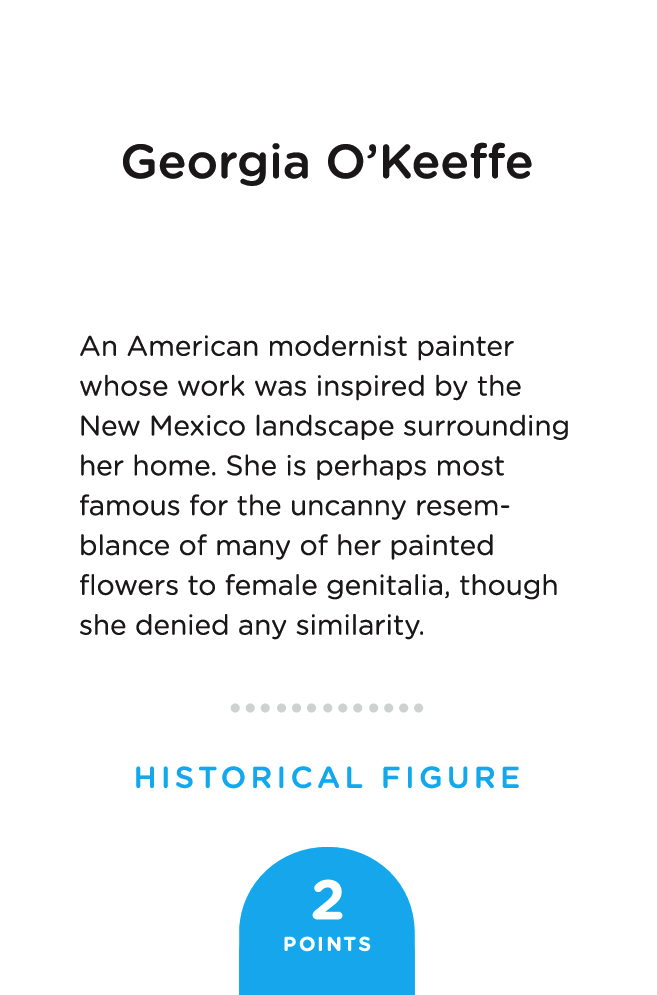 Georgia O’Keeffe
An American modernist painter
whose work was inspired by the
New Mexico landscape surrounding
her home. She is perhaps most
famous for the uncanny resem-
blance of many of her painted
flowers to female genitalia, though
she denied any similarity.
HISTORICAL FIGURE
2
POINTS